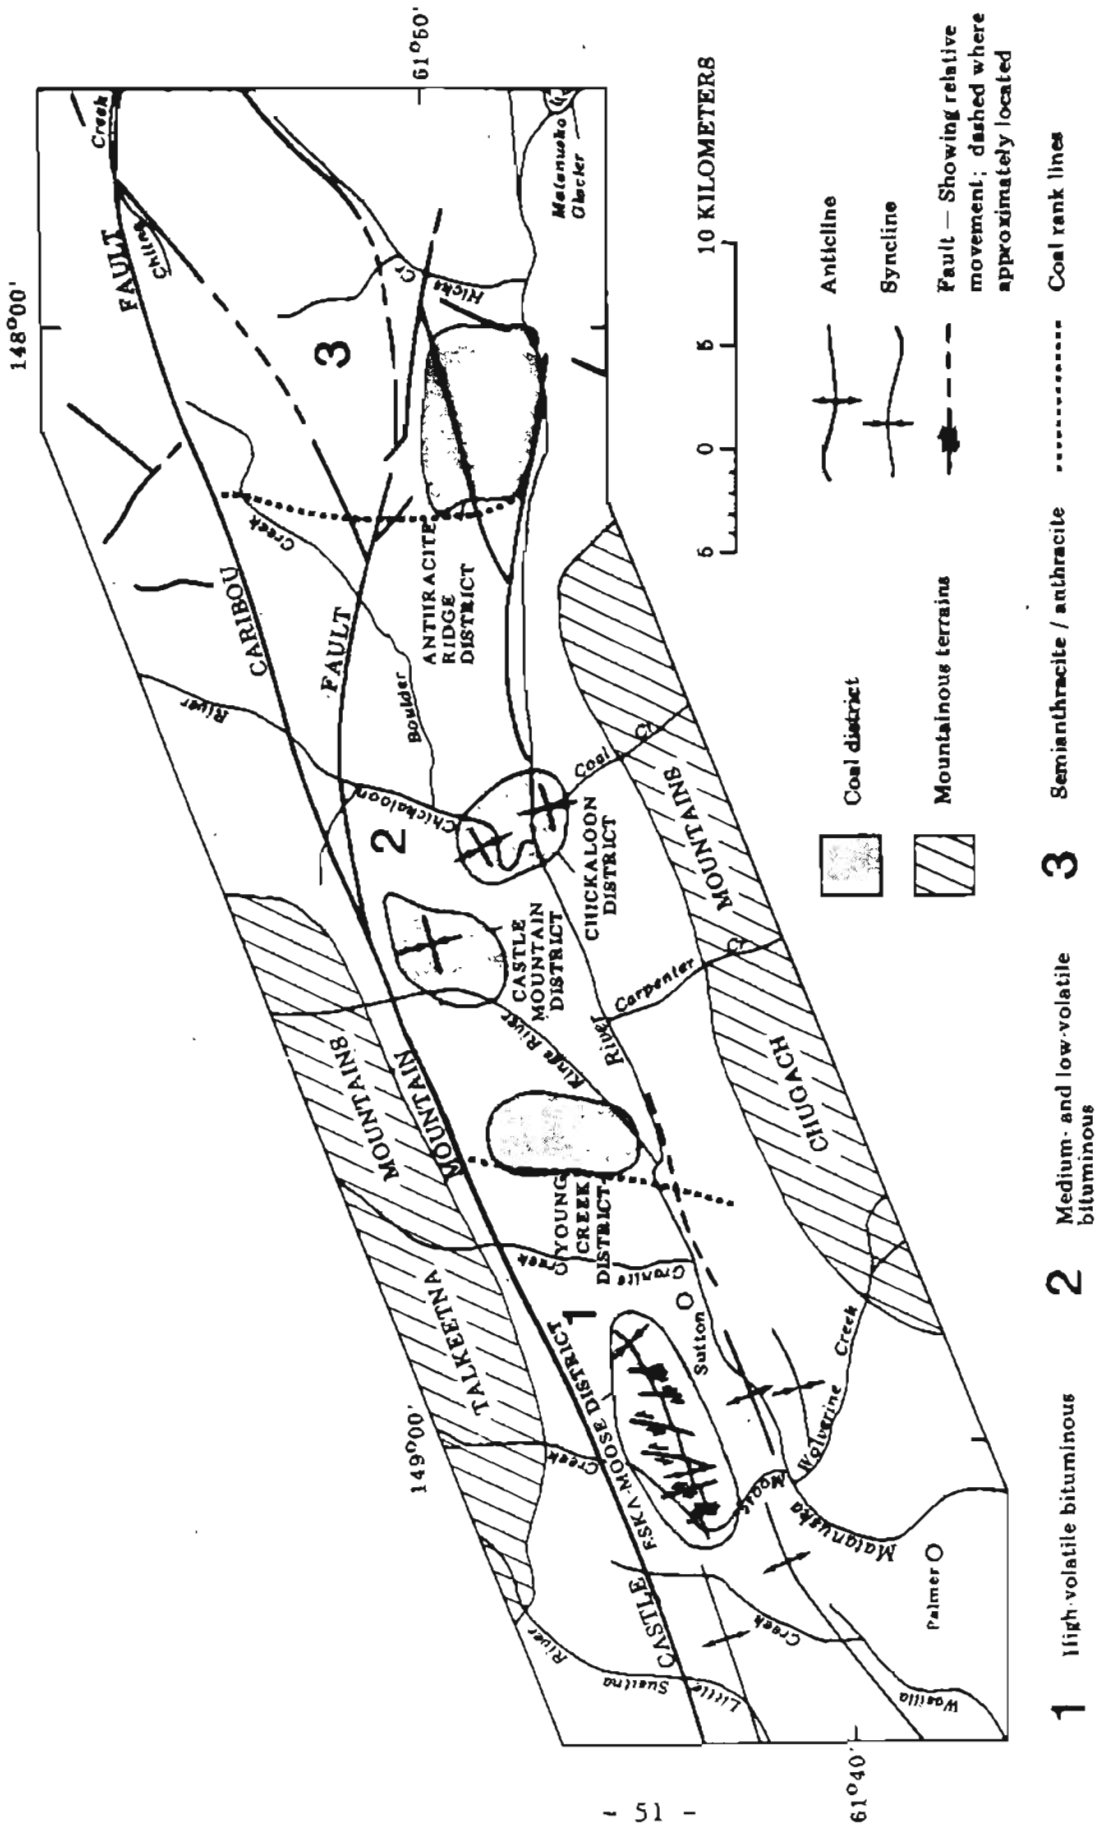 148°00'
61°50'
149°00'
61°40'
Creek
FAULT
Matanuska
Glacier
3
Hicks
Cr
CARIBOU
Creek
FAULT
ANTHRACITE
RIDGE
DISTRICT
River
Boulder
Chickaloon
2
Coal
Cr
CHICKALOON
DISTRICT
MOUNTAINS
CASTLE
MOUNTAIN
DISTRICT
Carpenter
Cr
River
Kings River
CHUGACH
MOUNTAINS
MOUNTAIN
YOUNG
CREEK
DISTRICT
TALKEETNA
Creek
Granite
1
Sutton
ESKA-MOOSE DISTRICT
Creek
Moose
Wolverine
Creek
Matanuska
CASTLE
River
Susitna
Little
Creek
Wasilla
Palmer
5 0 5 10 KILOMETERS
Coal district
Mountainous terrains
Anticline
Syncline
Fault — Showing relative
movement; dashed where
approximately located
1 High-volatile bituminous
2 Medium- and low-volatile
bituminous
3 Semianthracite / anthracite
Coal rank lines
- 51 -